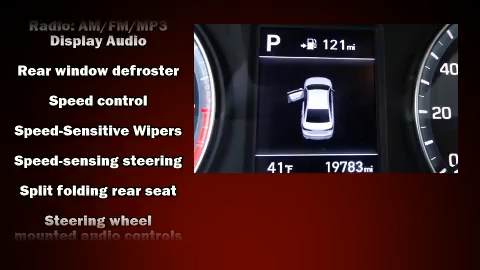 Radio: AM/FM/MP3
Display Audio
Rear window defroster
Speed control
Speed-Sensitive Wipers
Speed-sensing steering
Split folding rear seat
Steering wheel
mounted audio controls
P 121 mi
41°F 19783 mi
40
20
0